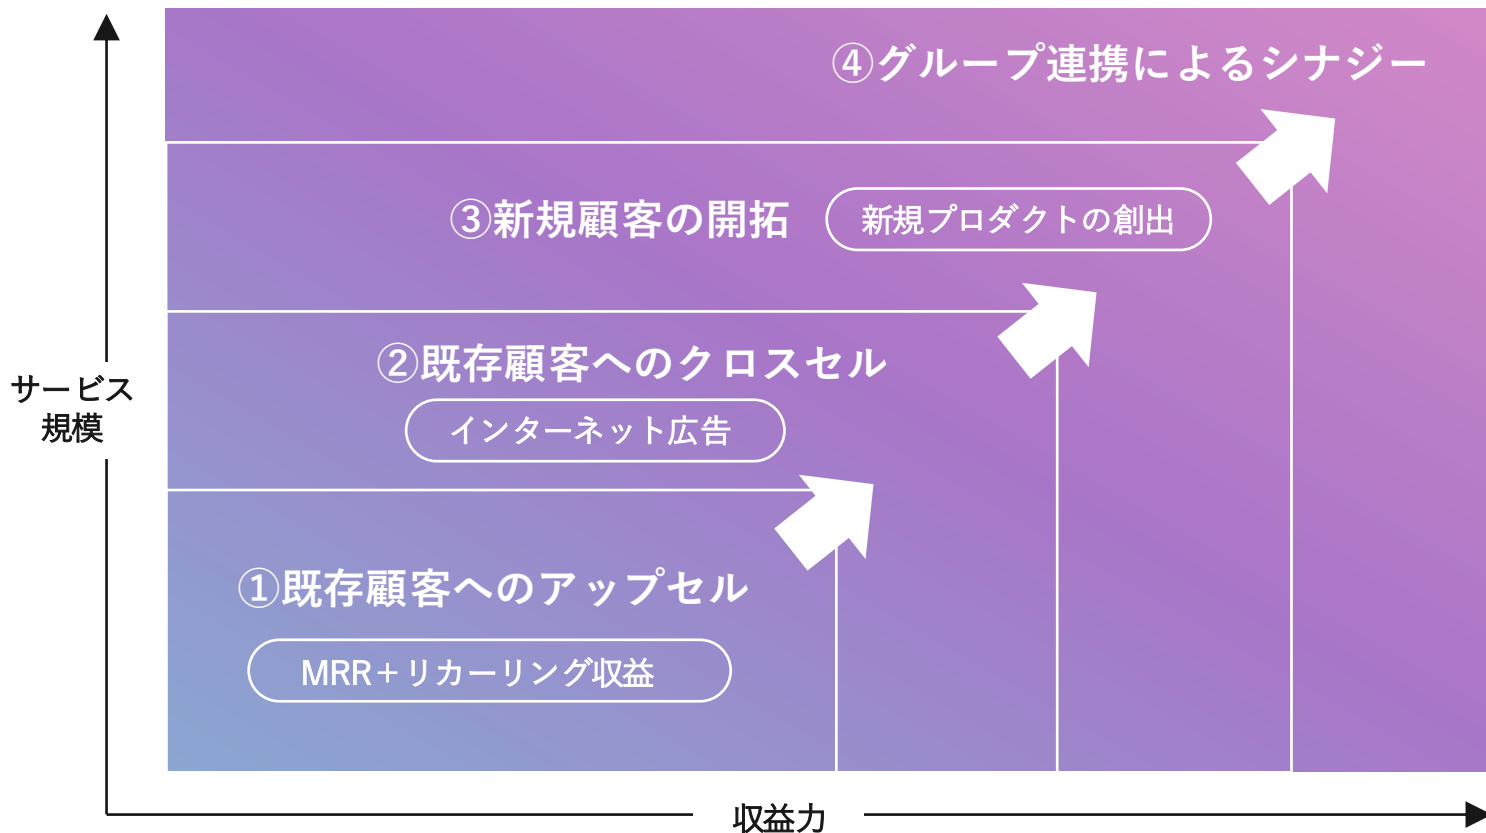 ④グループ連携によるシナジー
③新規顧客の開拓
新規プロダクトの創出
②既存顧客へのクロスセル
インターネット広告
サービス
規模
①既存顧客へのアップセル
MRR＋リカーリング収益
収益力